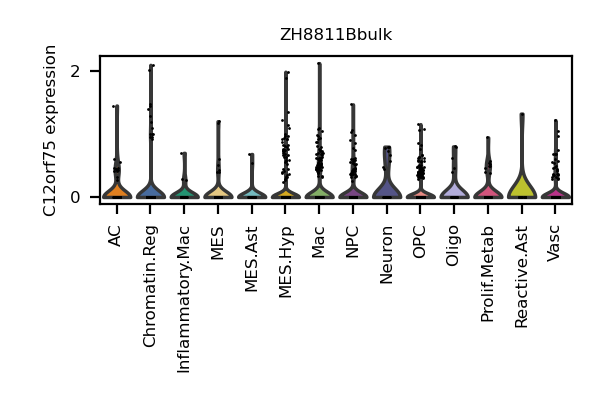 ZH8811Bbulk
C12orf75 expression
2
0
AC
Chromatin.Reg
Inflammatory.Mac
MES
MES.Ast
MES.Hyp
Mac
NPC
Neuron
OPC
Oligo
Prolif.Metab
Reactive.Ast
Vasc